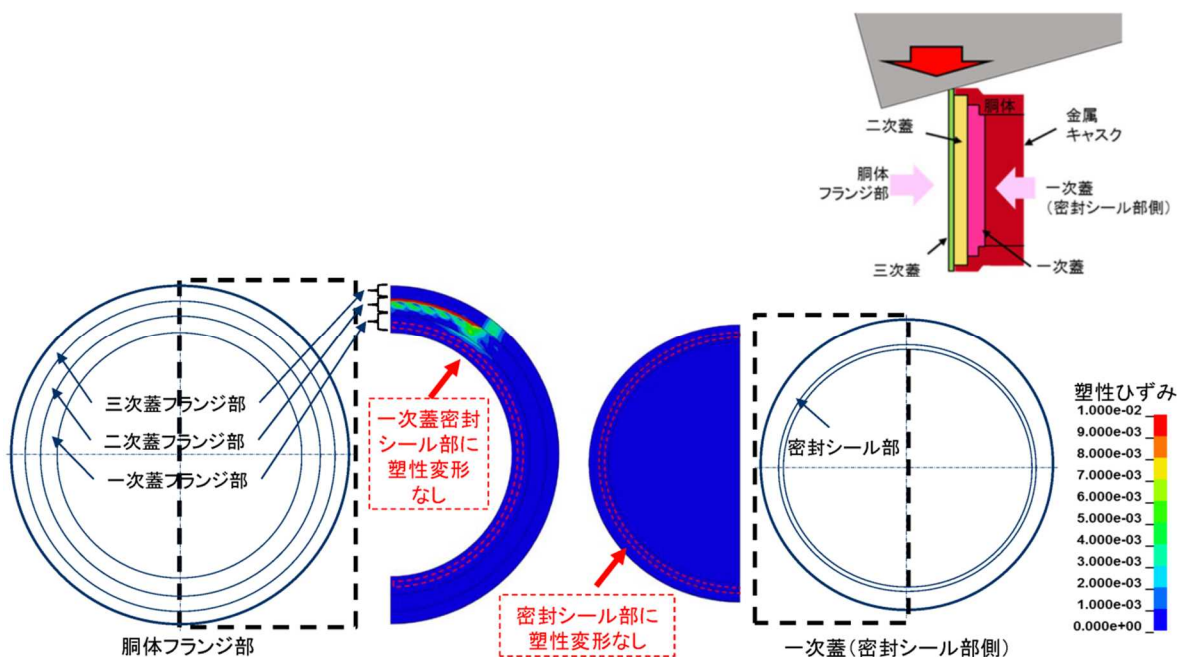 胴体
二次蓋
金属
キャスク
胴体
フランジ部
一次蓋
(密封シール部側)
三次蓋
一次蓋
三次蓋フランジ部
二次蓋フランジ部
一次蓋フランジ部
一次蓋密封
シール部に
塑性変形
なし
密封シール部に
塑性変形なし
密封シール部
塑性ひずみ
1.000e-02
9.000e-03
8.000e-03
7.000e-03
6.000e-03
5.000e-03
4.000e-03
3.000e-03
2.000e-03
1.000e-03
0.000e+00
胴体フランジ部
一次蓋(密封シール部側)